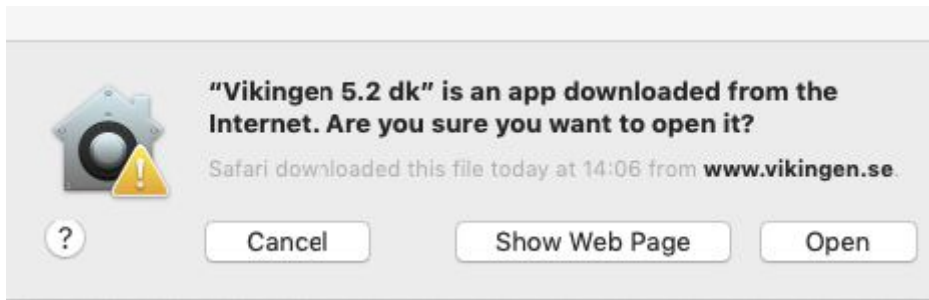 “Vikingen 5.2 dk” is an app downloaded from the
Internet. Are you sure you want to open it?
Safari downloaded this file today at 14:06 from www.vikingen.se.
?
Cancel
Show Web Page
Open